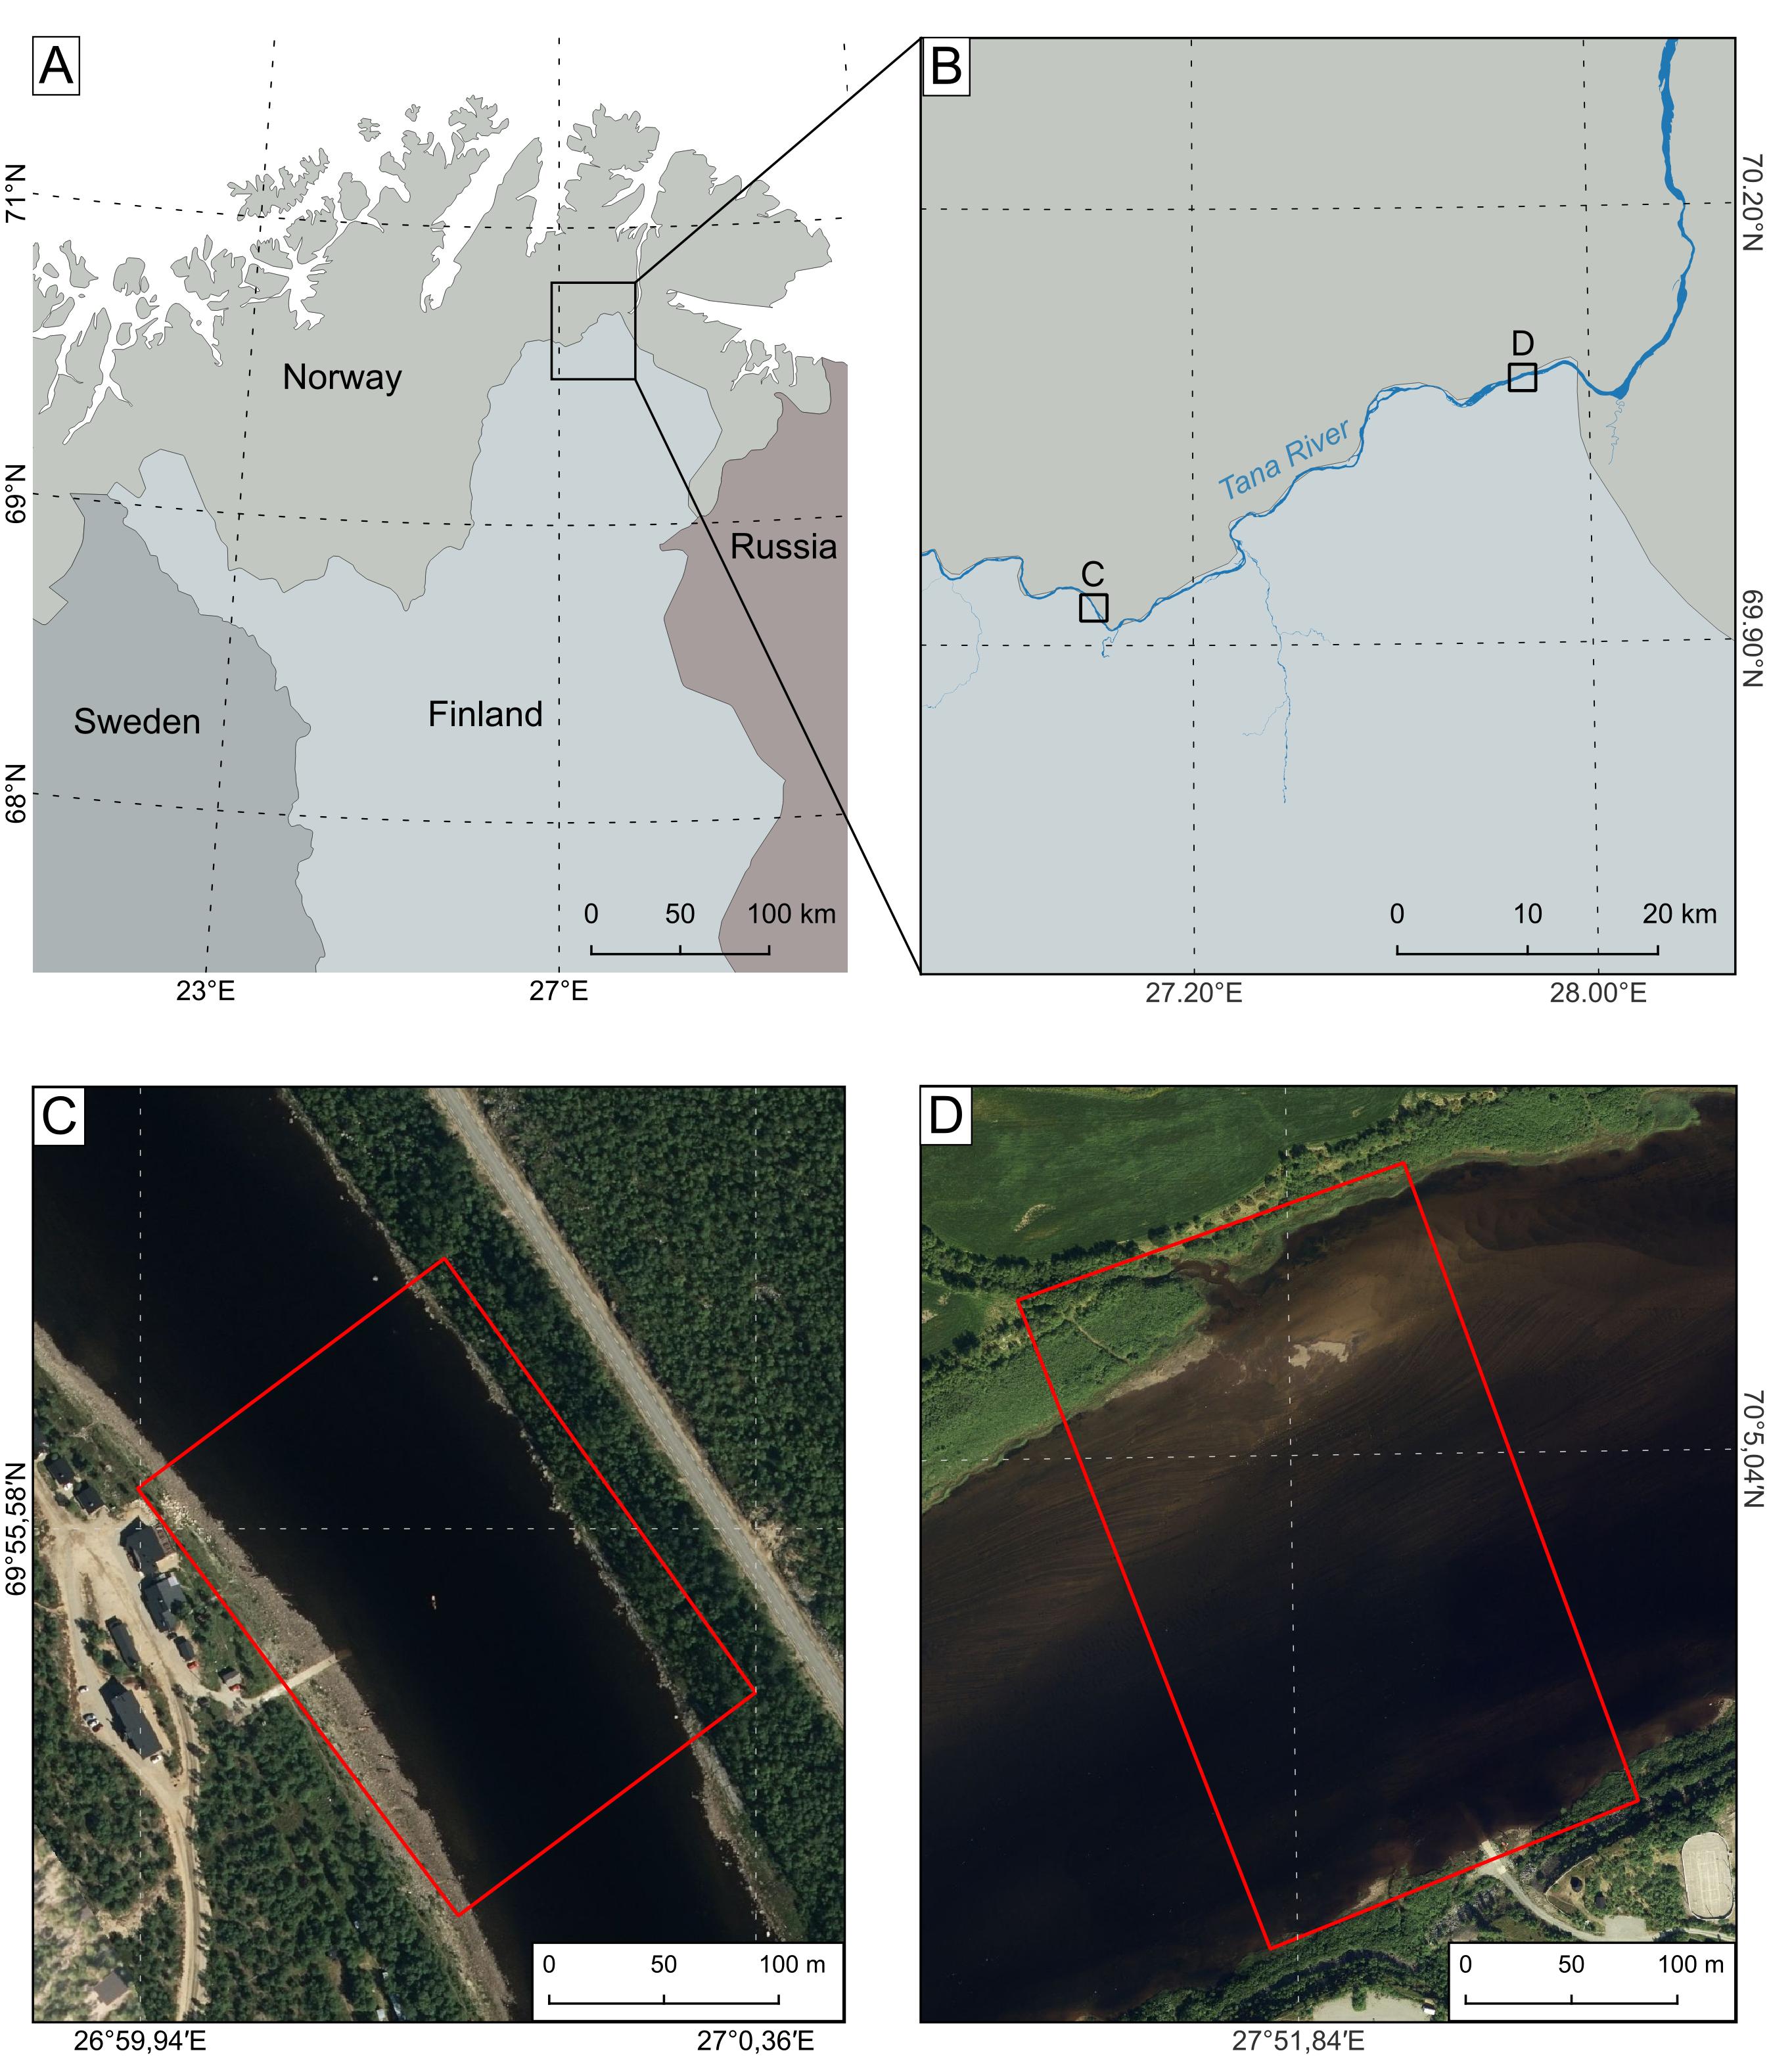 A
71°N
69°N
68°N
Norway
Sweden
Finland
Russia
0 50 100 km
23°E 27°E
B
D
Tana River
C
70.20°N
69.90°N
0 10 20 km
27.20°E 28.00°E
C
69°55,58'N
0 50 100 m
26°59,94'E 27°0,36'E
D
70°5,04'N
0 50 100 m
27°51,84'E